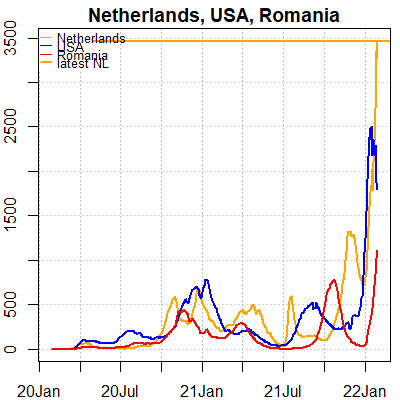 Netherlands, USA, Romania
Netherlands
USA
Romania
latest NL
3500
2500
1500
500
0
20Jan 20Jul 21Jan 21Jul 22Jan